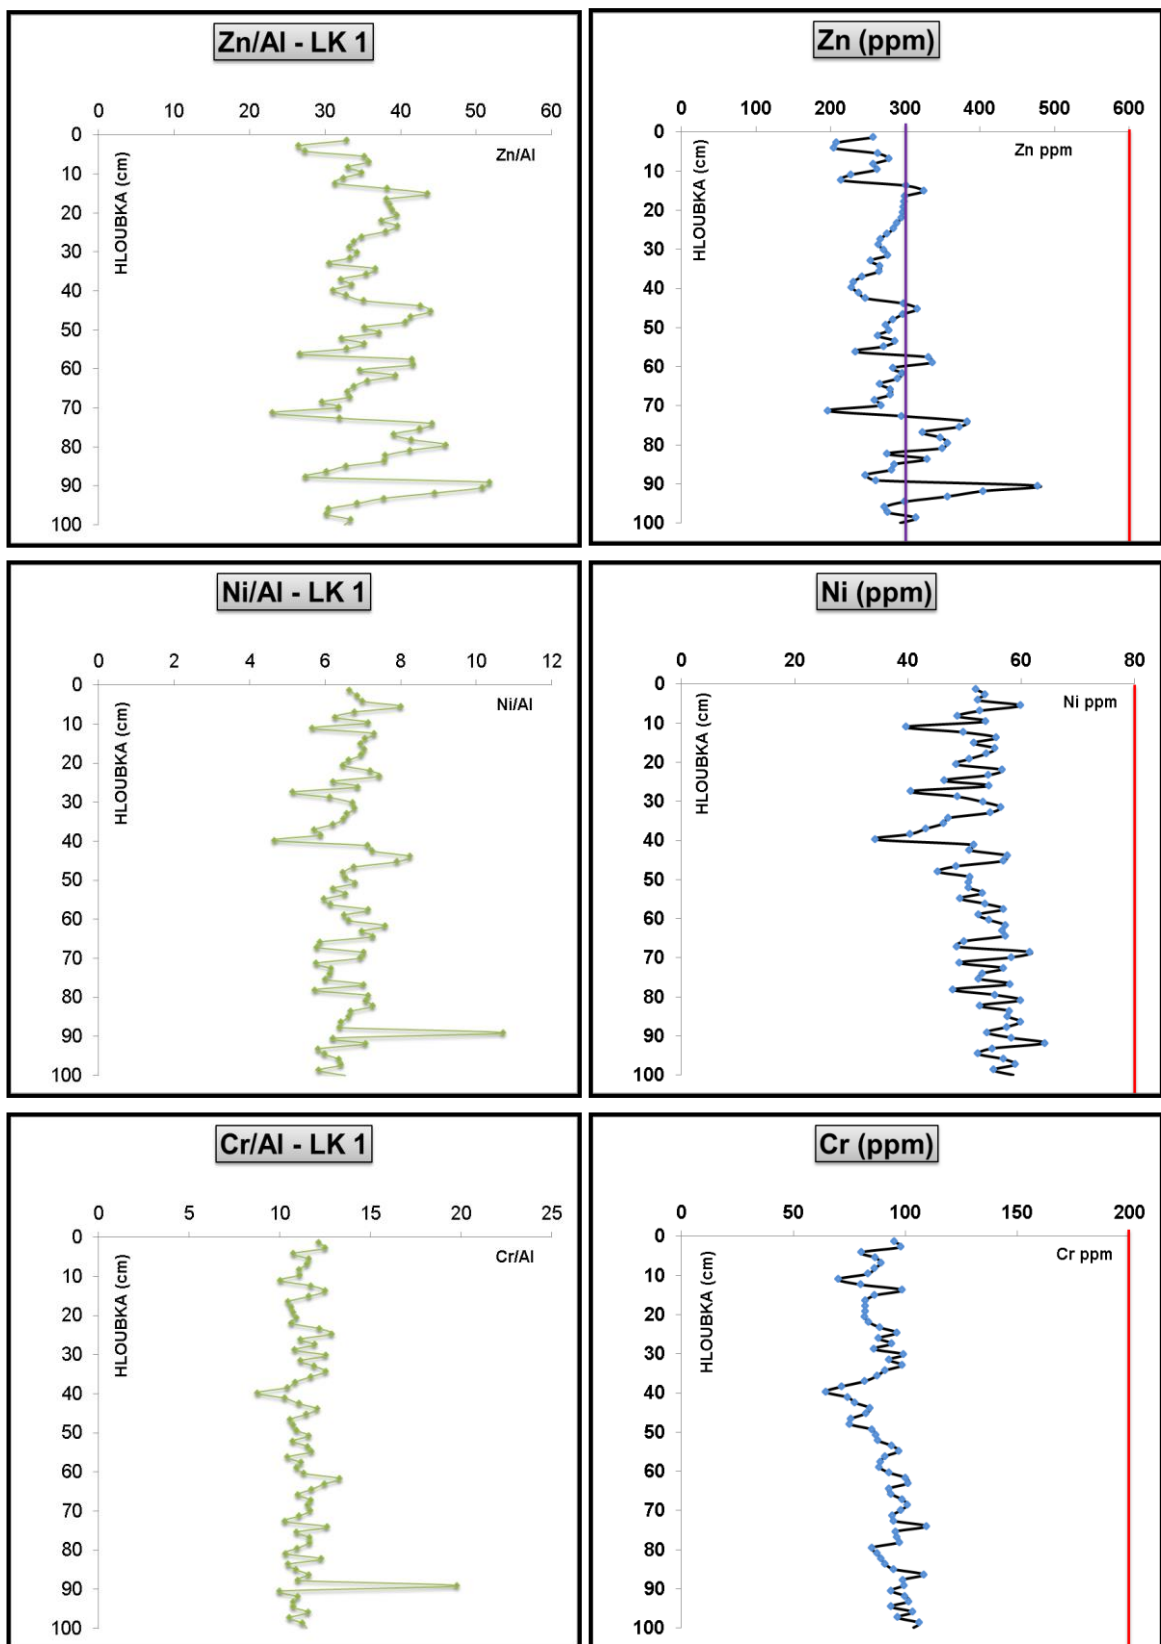 Zn/Al - LK 1
0 10 20 30 40 50 60
0
10
20
30
40
50
60
70
80
90
100
HLOUBKA (cm)
Zn/Al
Zn (ppm)
0 100 200 300 400 500 600
0
10
20
30
40
50
60
70
80
90
100
HLOUBKA (cm)
Zn ppm
Ni/Al - LK 1
0 2 4 6 8 10 12
0
10
20
30
40
50
60
70
80
90
100
HLOUBKA (cm)
Ni/Al
Ni (ppm)
0 20 40 60 80
0
10
20
30
40
50
60
70
80
90
100
HLOUBKA (cm)
Ni ppm
Cr/Al - LK 1
0 5 10 15 20 25
0
10
20
30
40
50
60
70
80
90
100
HLOUBKA (cm)
Cr/Al
Cr (ppm)
0 50 100 150 200
0
10
20
30
40
50
60
70
80
90
100
HLOUBKA (cm)
Cr ppm